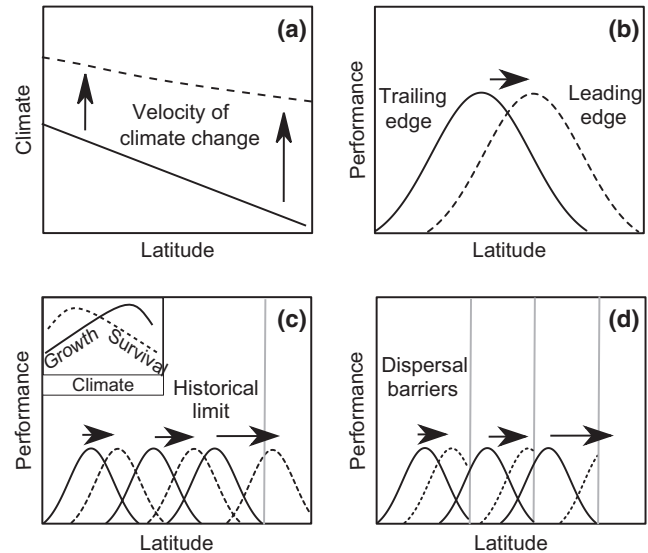 (a)
Climate
Velocity of
climate change
Latitude
(b)
Performance
Trailing
edge
Leading
edge
Latitude
(c)
Performance
Growth
Survival
Climate
Historical
limit
Latitude
(d)
Performance
Dispersal
barriers
Latitude